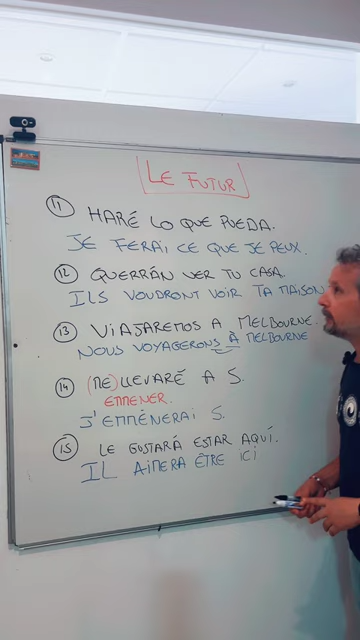 LE FUTUR
11 HARÉ LO QUE PUEDA.
JE FERAI CE QUE JE PEUX.
12 QUERRÁN VER TU CASA.
ILS VOUDRONT VOIR TA MAISON
13 VIAJAREMOS A MELBOURNE.
NOUS VOYAGERONS À MELBOURNE
14 (ME) LLEVARÉ A S.
EMMENER.
J'EMMÈNERAI S.
15 LE GUSTARÁ ESTAR AQUÍ.
IL AIMERA ÊTRE ICI